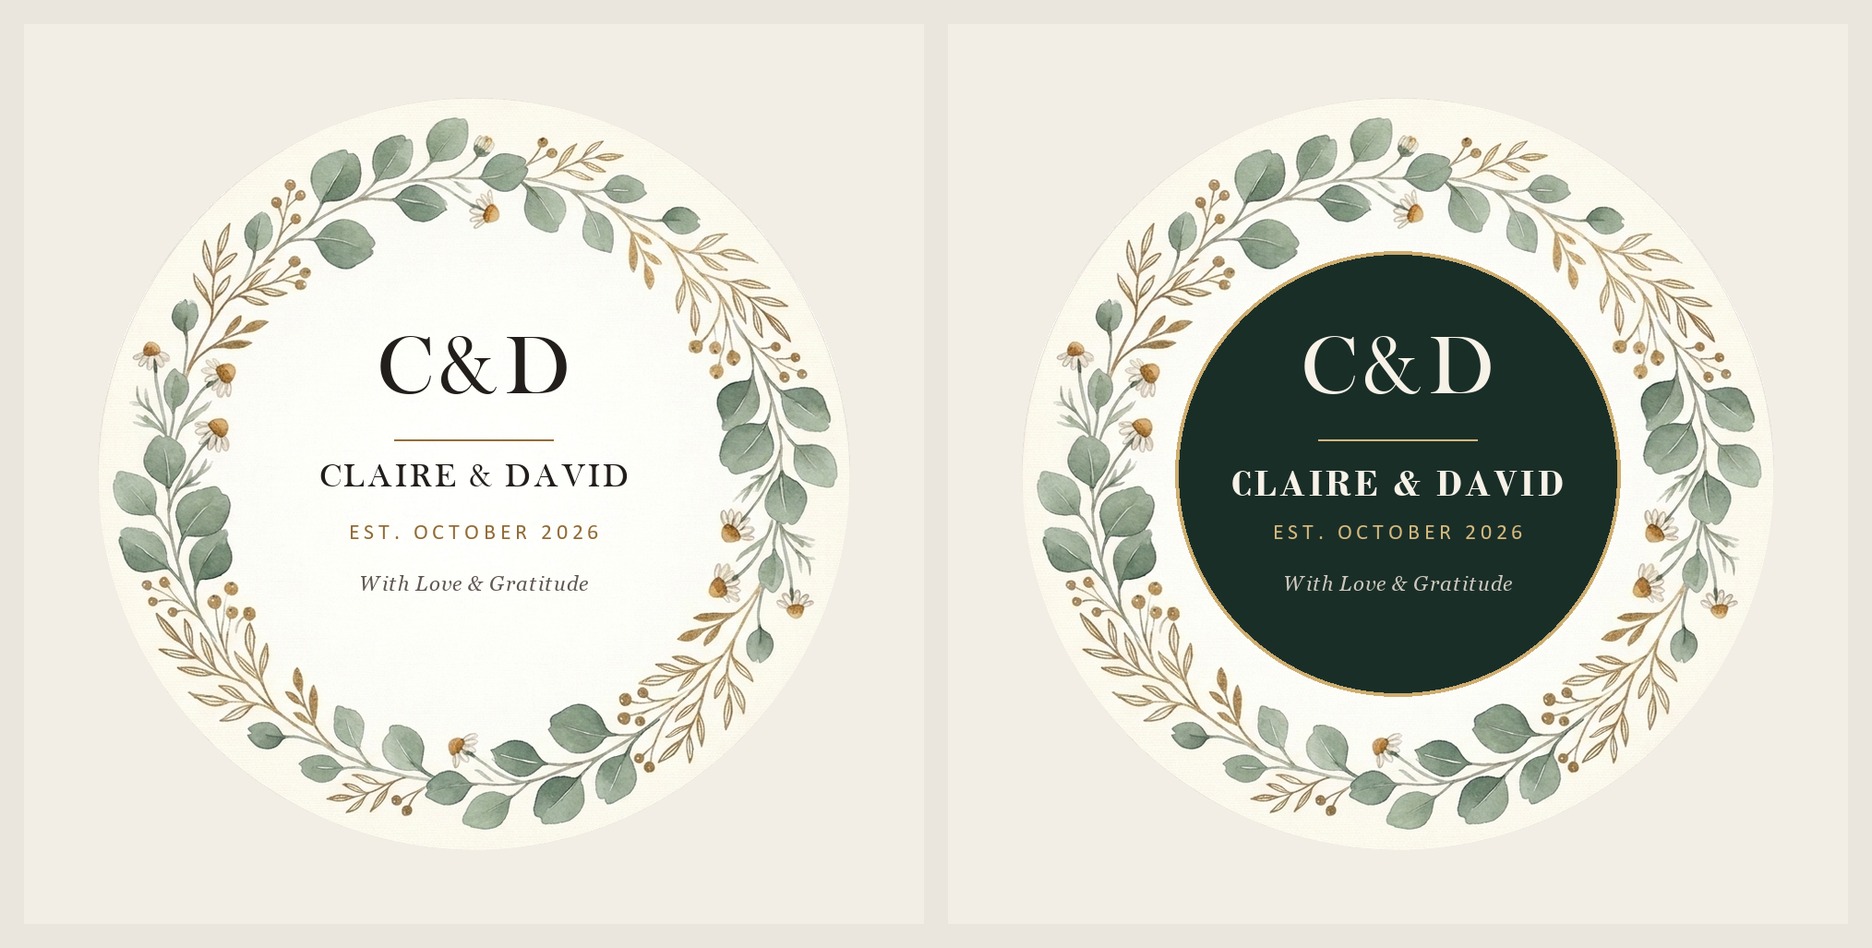 C&D
CLAIRE & DAVID
EST. OCTOBER 2026
With Love & Gratitude
C&D
CLAIRE & DAVID
EST. OCTOBER 2026
With Love & Gratitude